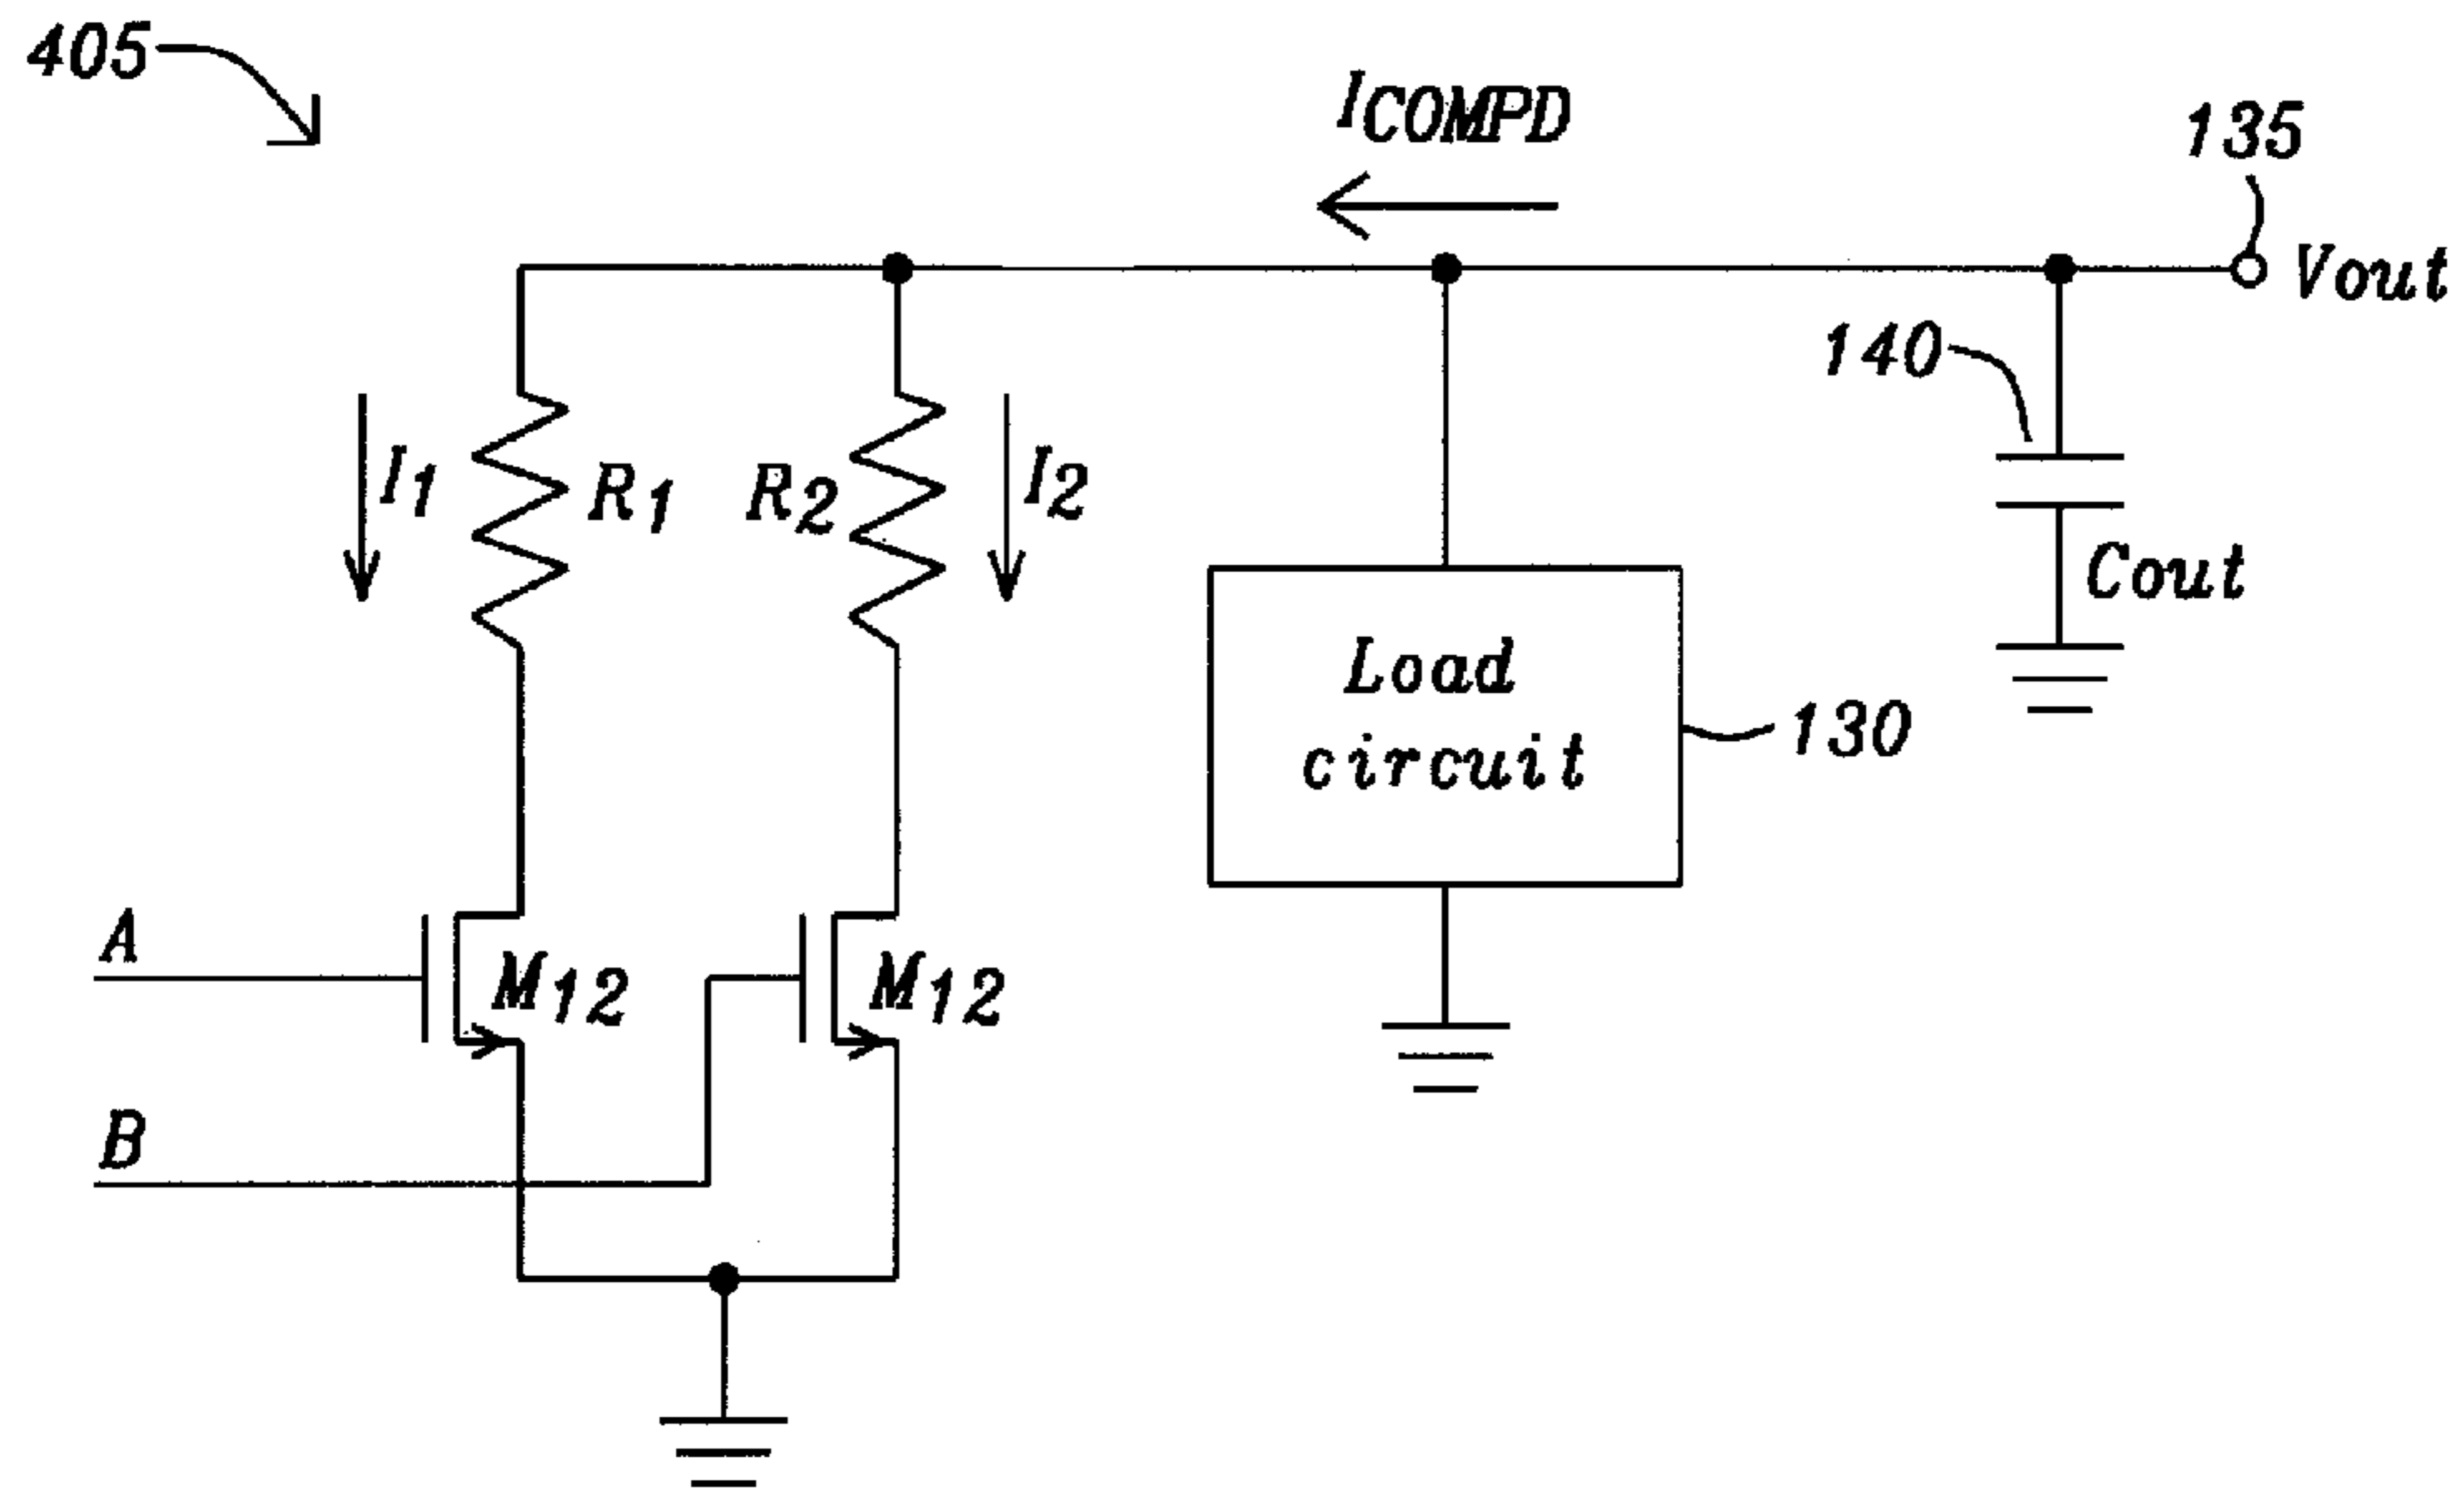 405
ICOMPD
135
Vout
140
I1
R1
R2
I2
Cout
Load
circuit
130
A
M12
M12
B